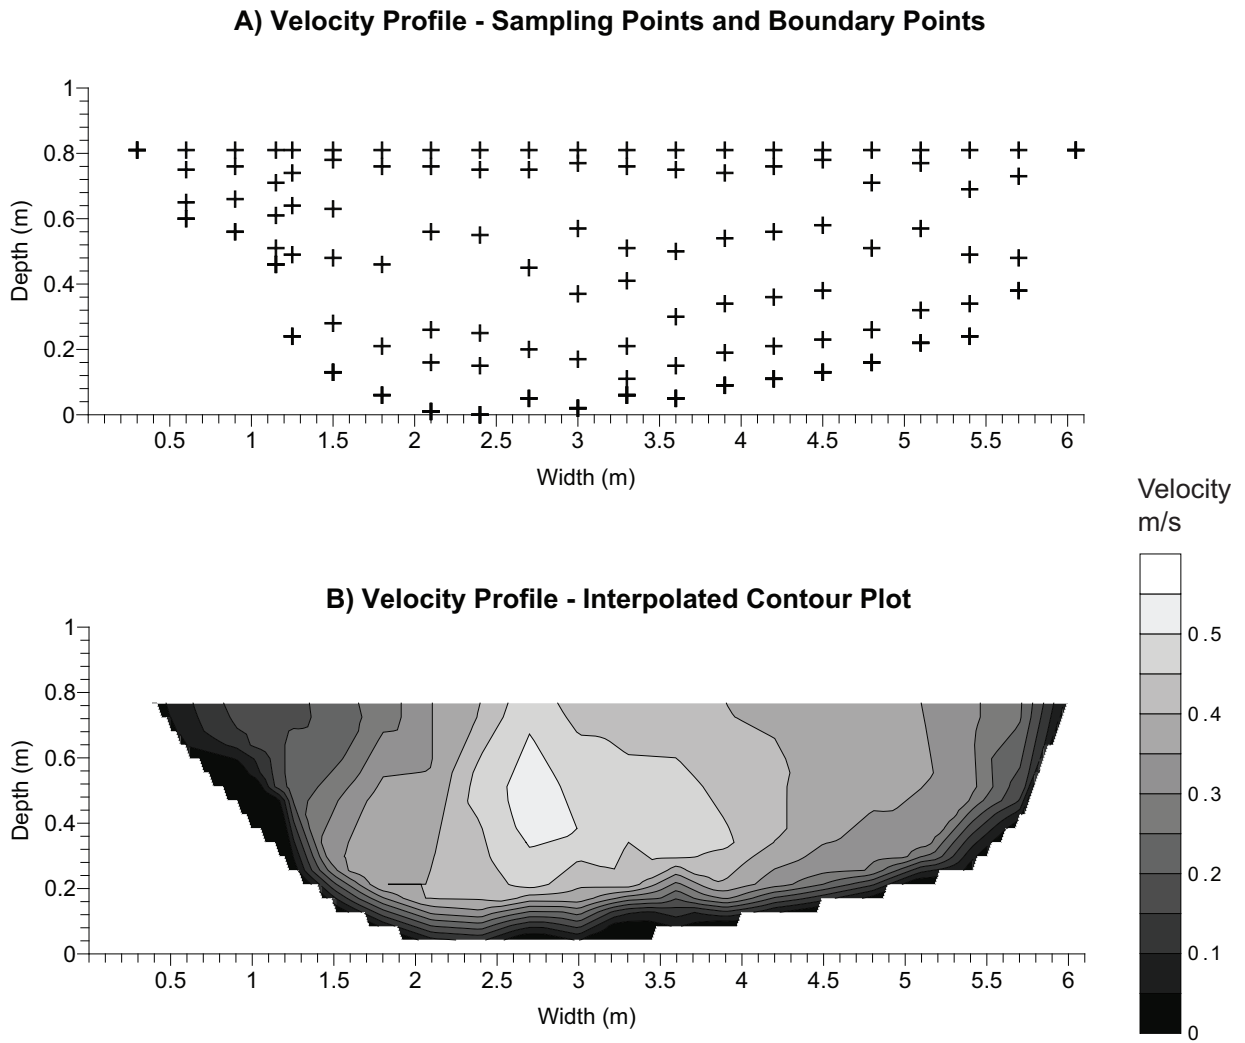 A) Velocity Profile - Sampling Points and Boundary Points
1
0.8
0.6
0.4
0.2
0
Depth (m)
0.5 1 1.5 2 2.5 3 3.5 4 4.5 5 5.5 6
Width (m)
Velocity
m/s
B) Velocity Profile - Interpolated Contour Plot
1
0.8
0.6
0.4
0.2
0
Depth (m)
0.5 1 1.5 2 2.5 3 3.5 4 4.5 5 5.5 6
Width (m)
0.5
0.4
0.3
0.2
0.1
0